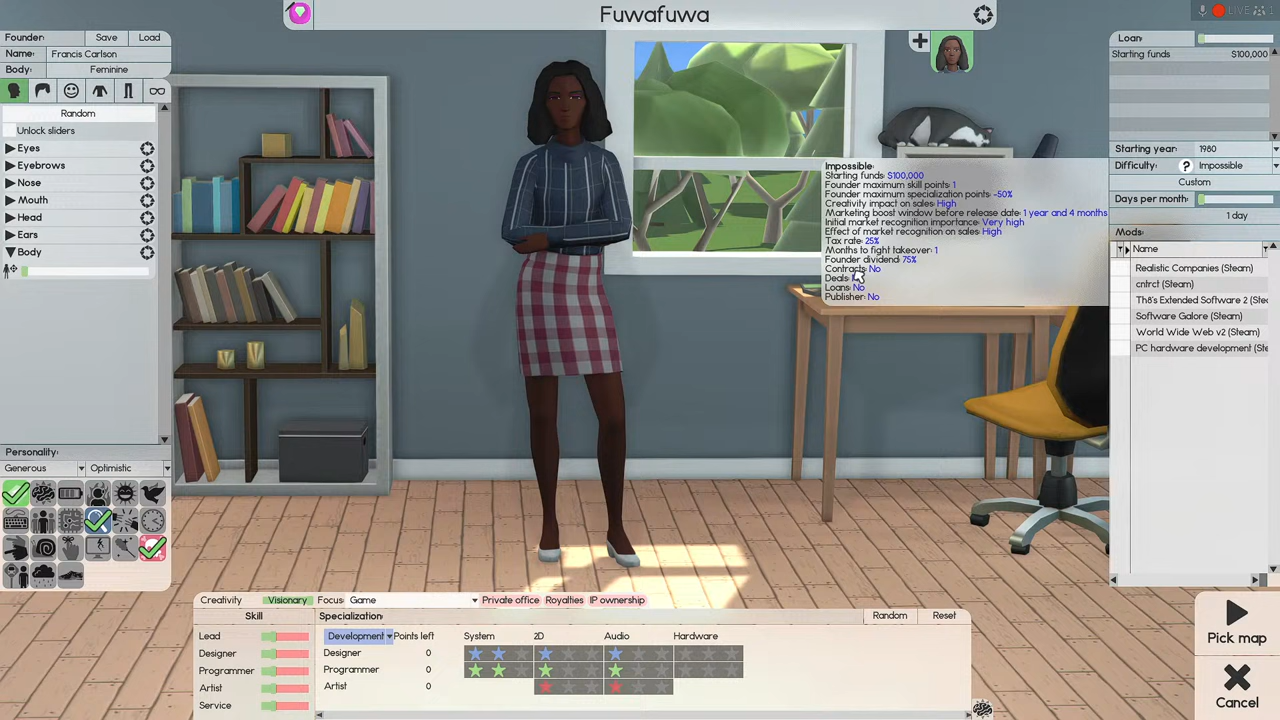 Fuwafuwa
LIVE 1
Founder: Save Load
Name: Francis Carlson
Body: Feminine
Random
Unlock sliders
Eyes
Eyebrows
Nose
Mouth
Head
Ears
Body
Personality:
Generous Optimistic
Loan:
Starting funds $100,000
Starting year: 1980
Difficulty: ? Impossible
Custom
Days per month:
1 day
Mods:
Name
Realistic Companies (Steam)
cntrct (Steam)
Th8's Extended Software 2 (Stea
Software Galore (Steam)
World Wide Web v2 (Steam)
PC hardware development (Ste
Impossible:
Starting funds: $100,000
Founder maximum skill points: 1
Founder maximum specialization points: -50%
Creativity impact on sales: High
Marketing boost window before release date: 1 year and 4 months
Initial market recognition importance: Very high
Effect of market recognition on sales: High
Tax rate: 25%
Months to fight takeover: 1
Founder dividend: 75%
Contracts: No
Deals:
Loans: No
Publisher: No
Creativity Visionary Focus: Game Private office Royalties IP ownership
Skill Specialization: Random Reset
Lead Development Points left System 2D Audio Hardware
Designer Designer 0
Programmer Programmer 0
Artist Artist 0
Service
Pick map
Cancel